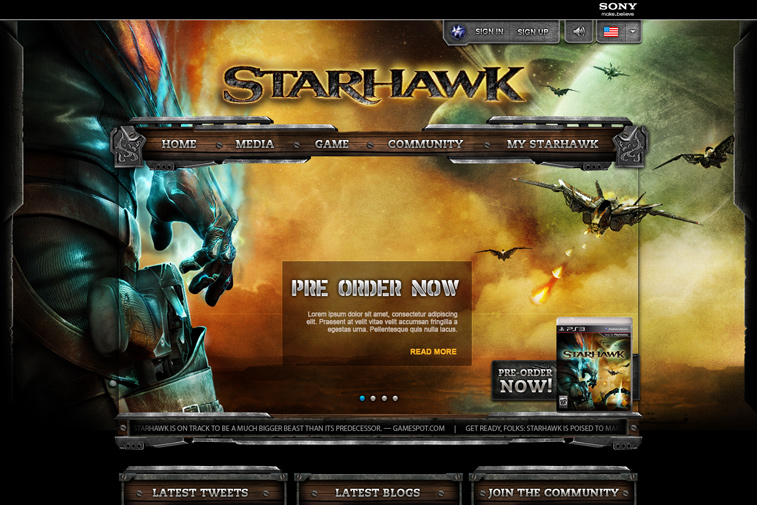 SONY
make.believe
SIGN IN SIGN UP
STARHAWK
HOME MEDIA GAME COMMUNITY MY STARHAWK
PRE ORDER NOW
Lorem ipsum dolor sit amet, consectetur adipiscing
elit. Praesent at velit vitae velit accumsan fringilla a
egestas urna. Pellentesque quis nulla lacus.
READ MORE
PS3
STARHAWK
PRE-ORDER
NOW!
STARHAWK IS ON TRACK TO BE A MUCH BIGGER BEAST THAN ITS PREDECESSOR. — GAMESPOT.COM | GET READY, FOLKS: STARHAWK IS POISED TO
LATEST TWEETS LATEST BLOGS JOIN THE COMMUNITY